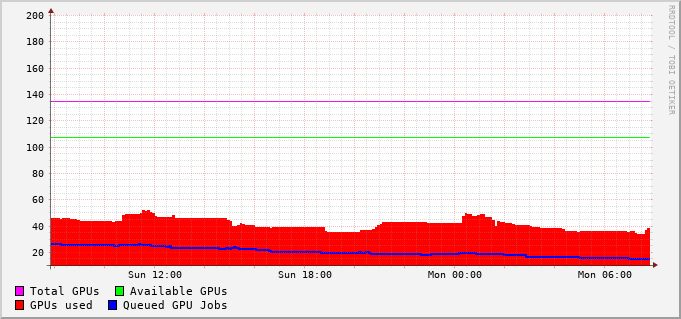 200
180
160
140
120
100
80
60
40
20
Sun 12:00 Sun 18:00 Mon 00:00 Mon 06:00
Total GPUs Available GPUs
GPUs used Queued GPU Jobs
RRDTOOL / TOBI OETIKER